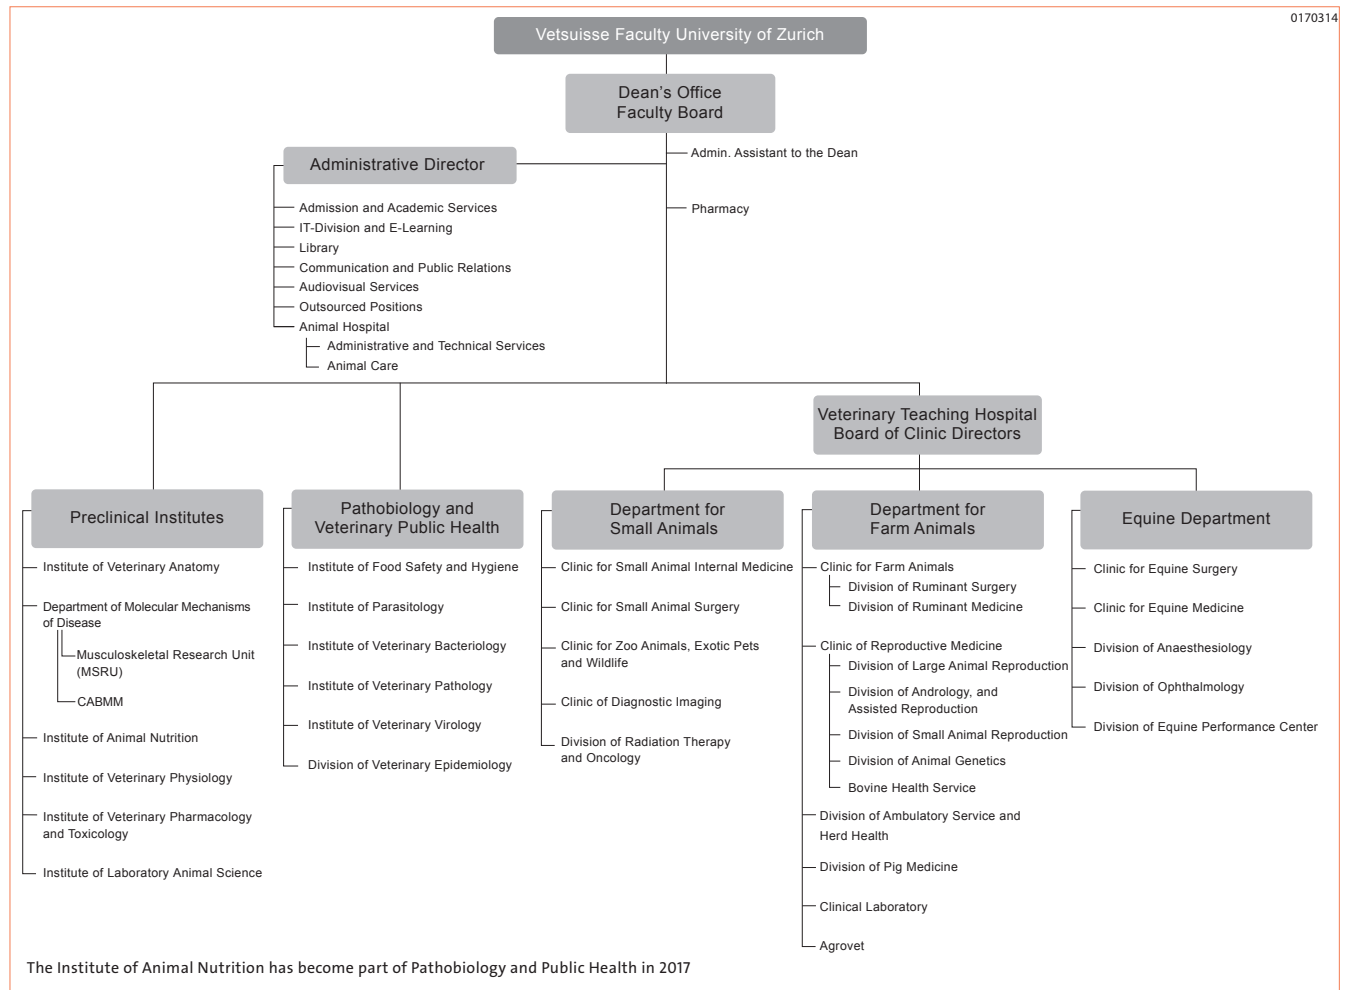 0170314
Vetsuisse Faculty University of Zurich
Dean’s Office
Faculty Board
Admin. Assistant to the Dean
Administrative Director
Admission and Academic Services
Pharmacy
IT-Division and E-Learning
Library
Communication and Public Relations
Audiovisual Services
Outsourced Positions
Animal Hospital
Administrative and Technical Services
Animal Care
Veterinary Teaching Hospital
Board of Clinic Directors
Preclinical Institutes
Institute of Veterinary Anatomy
Department of Molecular Mechanisms
of Disease
Musculoskeletal Research Unit
(MSRU)
CABMM
Institute of Animal Nutrition
Institute of Veterinary Physiology
Institute of Veterinary Pharmacology
and Toxicology
Institute of Laboratory Animal Science
Pathobiology and
Veterinary Public Health
Institute of Food Safety and Hygiene
Institute of Parasitology
Institute of Veterinary Bacteriology
Institute of Veterinary Pathology
Institute of Veterinary Virology
Division of Veterinary Epidemiology
Department for
Small Animals
Clinic for Small Animal Internal Medicine
Clinic for Small Animal Surgery
Clinic for Zoo Animals, Exotic Pets
and Wildlife
Clinic of Diagnostic Imaging
Division of Radiation Therapy
and Oncology
Department for
Farm Animals
Clinic for Farm Animals
Division of Ruminant Surgery
Division of Ruminant Medicine
Clinic of Reproductive Medicine
Division of Large Animal Reproduction
Division of Andrology, and
Assisted Reproduction
Division of Small Animal Reproduction
Division of Animal Genetics
Bovine Health Service
Division of Ambulatory Service and
Herd Health
Division of Pig Medicine
Clinical Laboratory
Agrovet
Equine Department
Clinic for Equine Surgery
Clinic for Equine Medicine
Division of Anaesthesiology
Division of Ophthalmology
Division of Equine Performance Center
The Institute of Animal Nutrition has become part of Pathobiology and Public Health in 2017